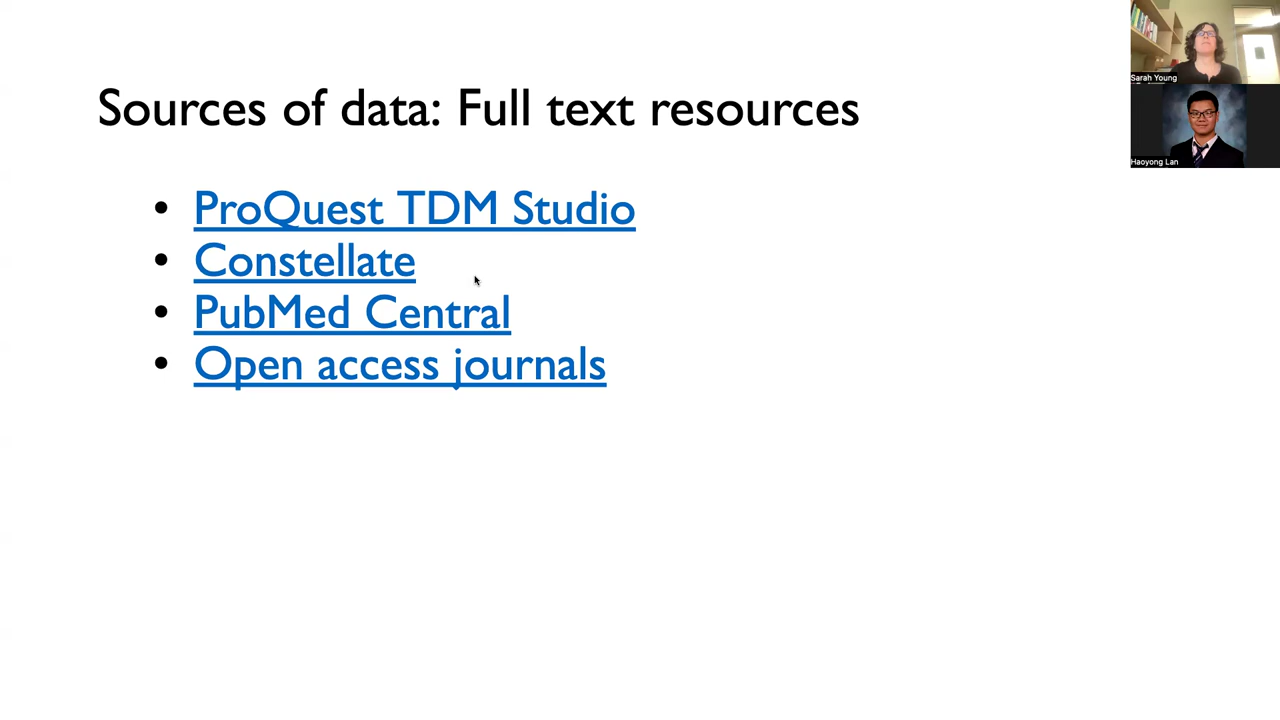 Sources of data: Full text resources
• ProQuest TDM Studio
• Constellate
• PubMed Central
• Open access journals
Sarah Young
Haoyong Lan